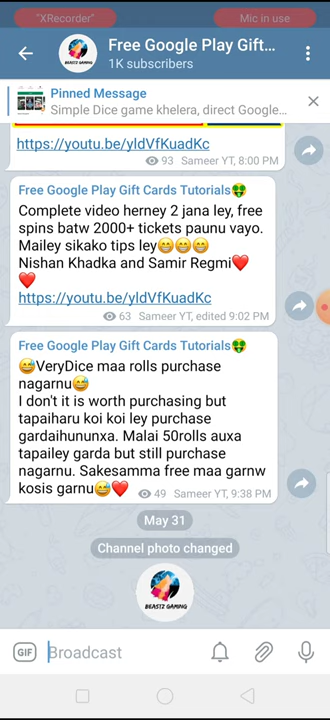 "XRecorder"
Mic in use
Free Google Play Gift...
1K subscribers
Pinned Message
Simple Dice game khelera, direct Google...
https://youtu.be/yldVfKuadKc
93 Sameer YT, 8:00 PM
Free Google Play Gift Cards Tutorials🤑
Complete video herney 2 jana ley, free
spins batw 2000+ tickets paunu vayo.
Mailey sikako tips ley😁😁😁
Nishan Khadka and Samir Regmi❤️
❤️
https://youtu.be/yldVfKuadKc
63 Sameer YT, edited 9:02 PM
Free Google Play Gift Cards Tutorials🤑
😅VeryDice maa rolls purchase
nagarnu😅
I don't it is worth purchasing but
tapaiharu koi koi ley purchase
gardaihununxa. Malai 50rolls auxa
tapailey garda but still purchase
nagarnu. Sakesamma free maa garnw
kosis garnu😅❤️ 49 Sameer YT, 9:38 PM
May 31
Channel photo changed
BEASTZ GAMING
GIF Broadcast